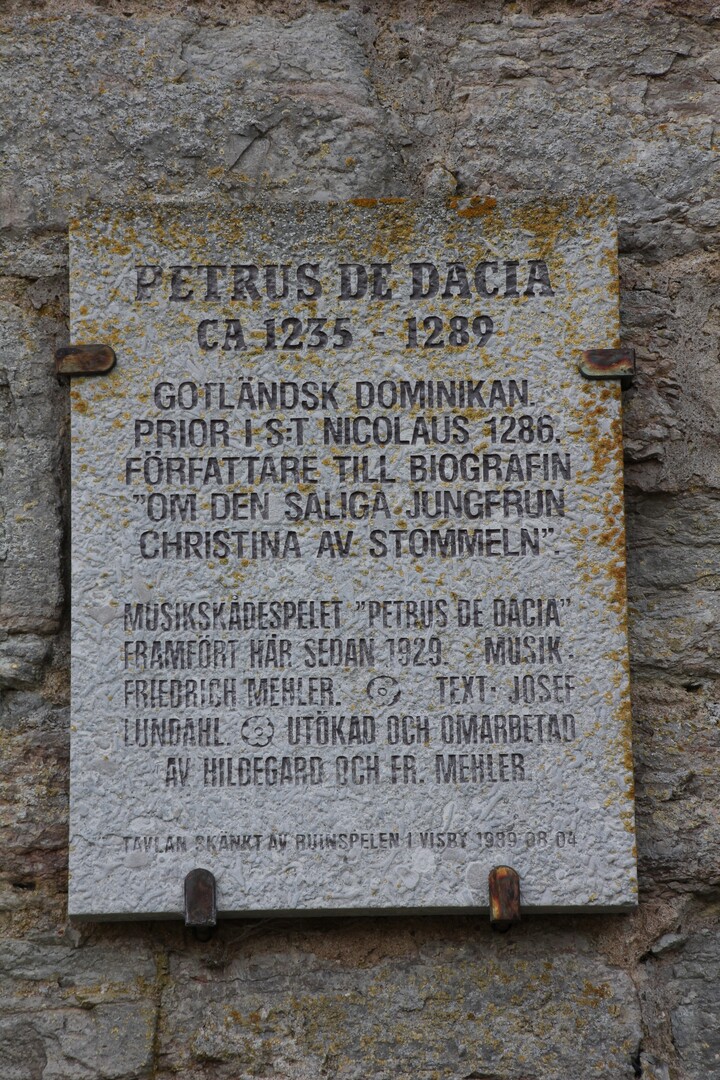 PETRUS DE DACIA
CA 1235 - 1289
GOTLÄNDSK DOMINIKAN.
PRIOR I S:T NICOLAUS 1286.
FÖRFATTARE TILL BIOGRAFIN
"OM DEN SALIGA JUNGFRUN
CHRISTINA AV STOMMELN".
MUSIKSKÅDESPELET "PETRUS DE DACIA"
FRAMFÖRT HÄR SEDAN 1929. MUSIK:
FRIEDRICH MEHLER. TEXT: JOSEF
LUNDAHL. UTÖKAD OCH OMARBETAD
AV HILDEGARD OCH FR. MEHLER.
TAVLAN SKÄNKT AV RUINSPELEN I VISBY 1989 08 04